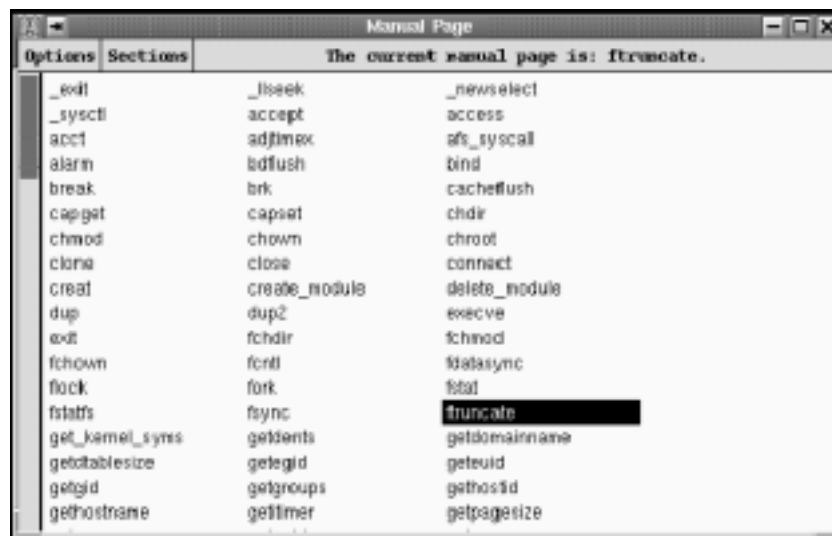 Manual Page
Options Sections The current manual page is: ftruncate.
_exit _llseek _newselect
_sysctl accept access
acct adjtimex afs_syscall
alarm bdflush bind
break brk cacheflush
capget capset chdir
chmod chown chroot
clone close connect
creat create_module delete_module
dup dup2 execve
exit fchdir fchmod
fchown fcntl fdatasync
flock fork fstat
fstatfs fsync ftruncate
get_kernel_syms getdents getdomainname
getdtablesize getegid geteuid
getgid getgroups gethostid
gethostname getitimer getpagesize